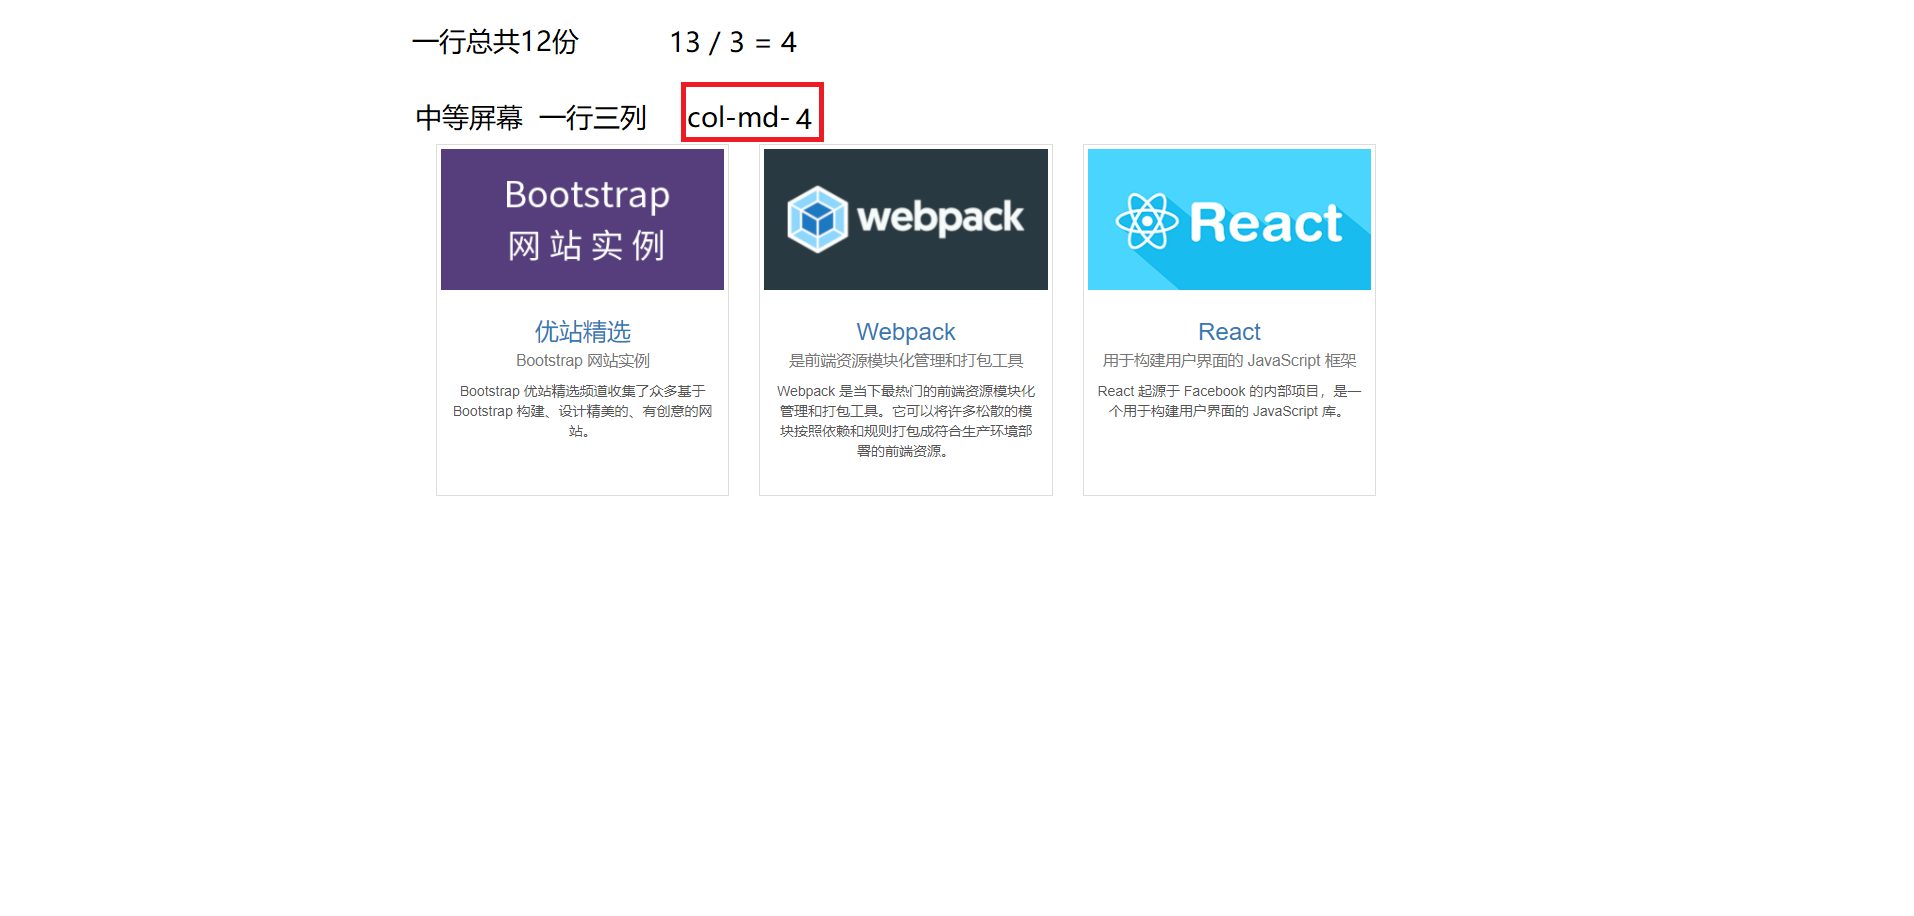 一行总共12份 13 / 3 = 4
中等屏幕 一行三列 col-md-4
Bootstrap
网站实例
优站精选
Bootstrap 网站实例
Bootstrap 优站精选频道收集了众多基于
Bootstrap 构建、设计精美的、有创意的网
站。
webpack
Webpack
是前端资源模块化管理和打包工具
Webpack 是当下最热门的前端资源模块化
管理和打包工具。它可以将许多松散的模
块按照依赖和规则打包成符合生产环境部
署的前端资源。
React
React
用于构建用户界面的 JavaScript 框架
React 起源于 Facebook 的内部项目，是一
个用于构建用户界面的 JavaScript 库。